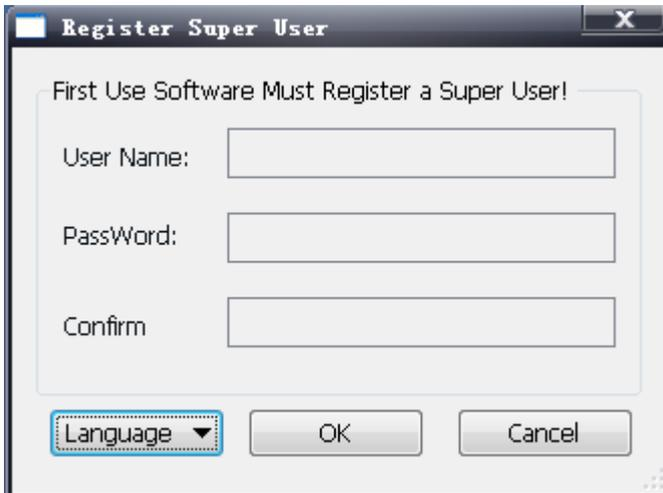 Register Super User
First Use Software Must Register a Super User!
User Name:
PassWord:
Confirm
Language OK Cancel